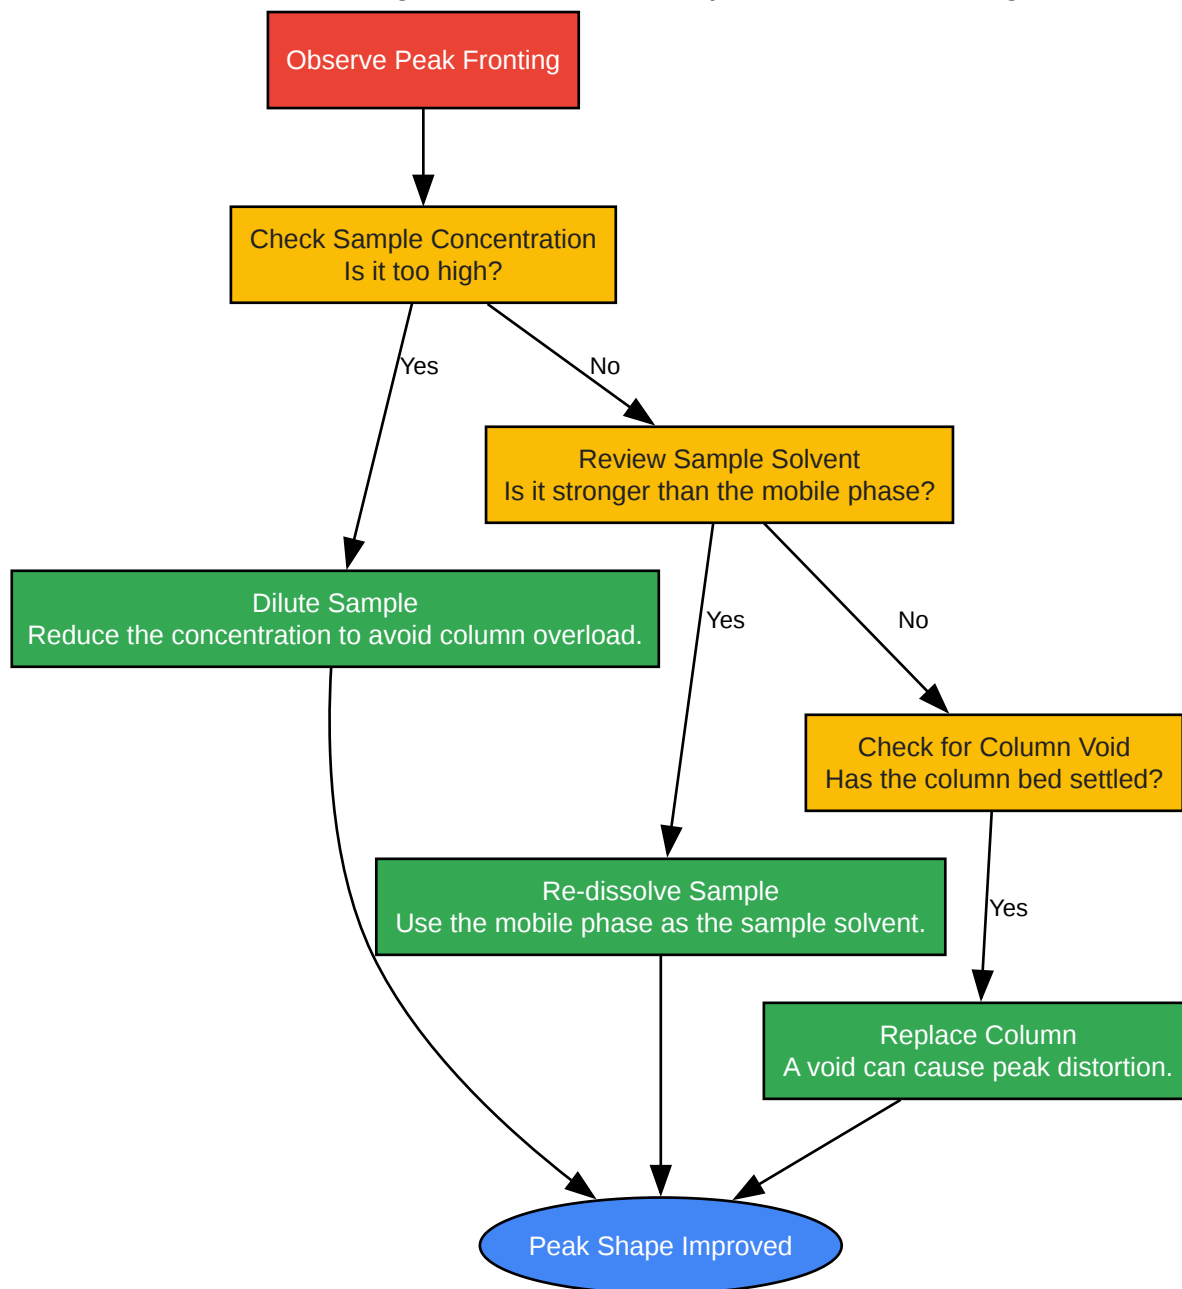 Observe Peak Fronting
Check Sample Concentration
Is it too high?
Yes
No
Review Sample Solvent
Is it stronger than the mobile phase?
Dilute Sample
Reduce the concentration to avoid column overload.
Yes
No
Check for Column Void
Has the column bed settled?
Re-dissolve Sample
Use the mobile phase as the sample solvent.
Yes
Replace Column
A void can cause peak distortion.
Peak Shape Improved